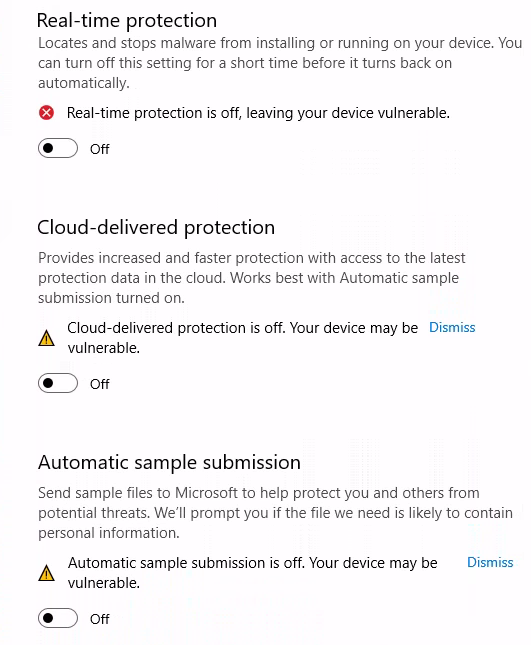 Real-time protection
Locates and stops malware from installing or running on your device. You
can turn off this setting for a short time before it turns back on
automatically.
Real-time protection is off, leaving your device vulnerable.
Off
Cloud-delivered protection
Provides increased and faster protection with access to the latest
protection data in the cloud. Works best with Automatic sample
submission turned on.
Cloud-delivered protection is off. Your device may be Dismiss
vulnerable.
Off
Automatic sample submission
Send sample files to Microsoft to help protect you and others from
potential threats. We'll prompt you if the file we need is likely to contain
personal information.
Automatic sample submission is off. Your device may be Dismiss
vulnerable.
Off